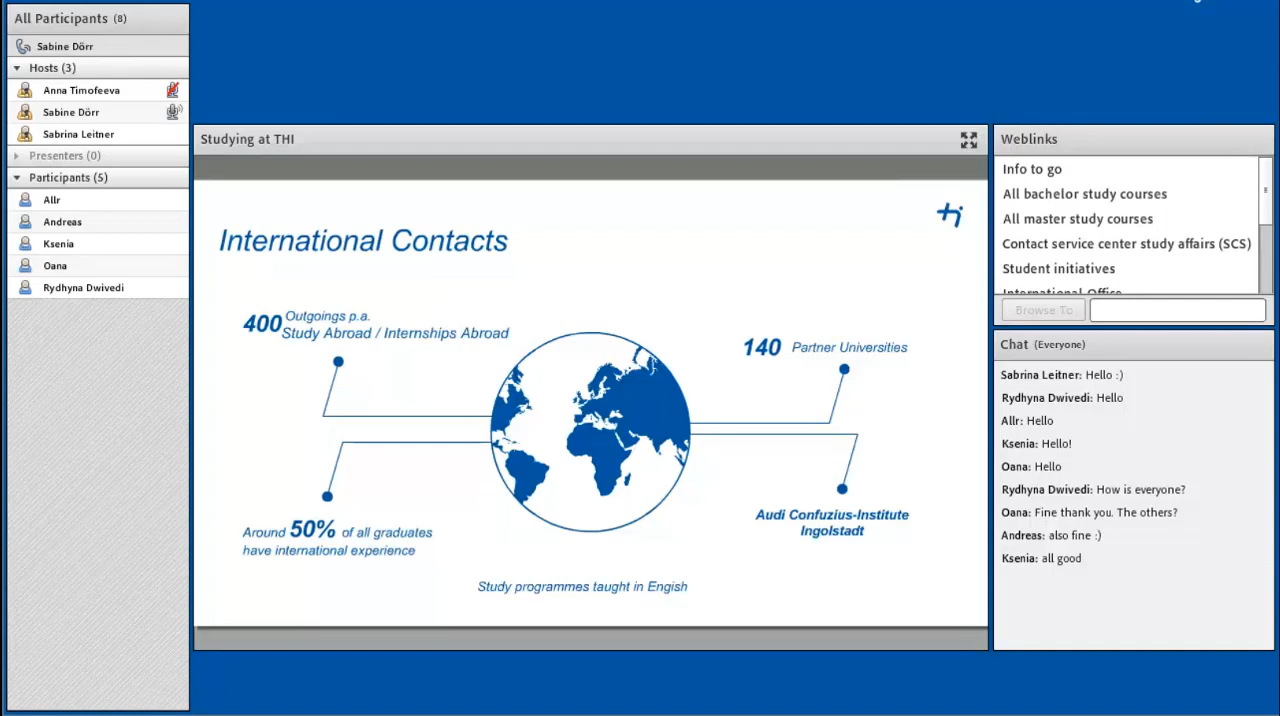 All Participants (8)
Sabine Dörr
Hosts (3)
Anna Timofeeva
Sabine Dörr
Sabrina Leitner
Presenters (0)
Participants (5)
Allr
Andreas
Ksenia
Oana
Rydhyna Dwivedi
Studying at THI
International Contacts
400 Outgoings p.a.
Study Abroad / Internships Abroad
140 Partner Universities
Around 50% of all graduates
have international experience
Audi Confuzius-Institute
Ingolstadt
Study programmes taught in Engish
Weblinks
Info to go
All bachelor study courses
All master study courses
Contact service center study affairs (SCS)
Student initiatives
International Office
Browse To
Chat (Everyone)
Sabrina Leitner: Hello :)
Rydhyna Dwivedi: Hello
Allr: Hello
Ksenia: Hello!
Oana: Hello
Rydhyna Dwivedi: How is everyone?
Oana: Fine thank you. The others?
Andreas: also fine :)
Ksenia: all good